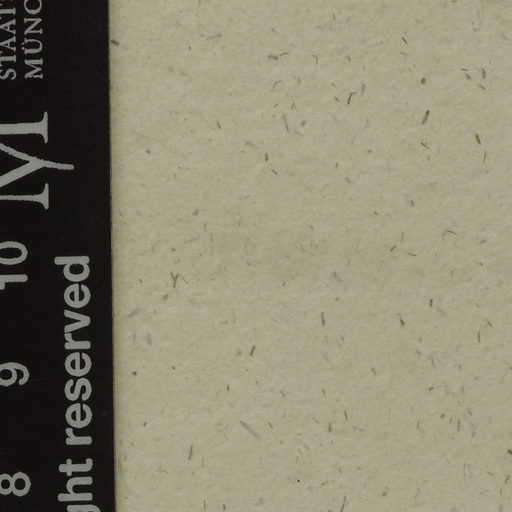 STAAT
MÜNC
M
10
9
8
ght reserved